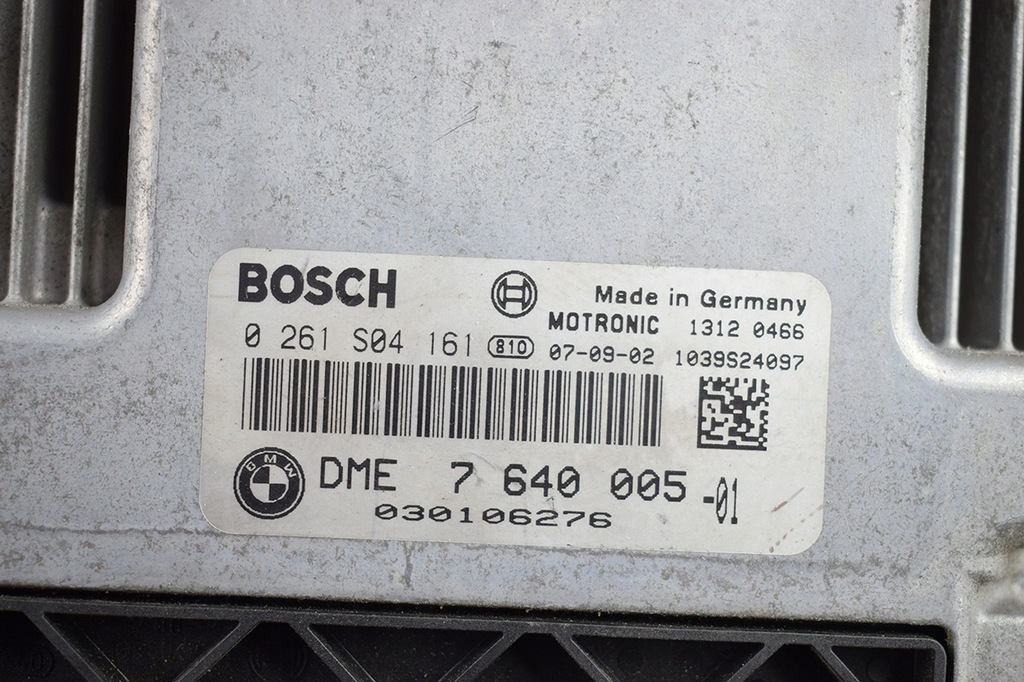 BOSCH
Made in Germany
MOTRONIC 1312 0466
0 261 S04 161 810 07-09-02 1039S24097
BMW
DME 7 640 005 -01
030106276